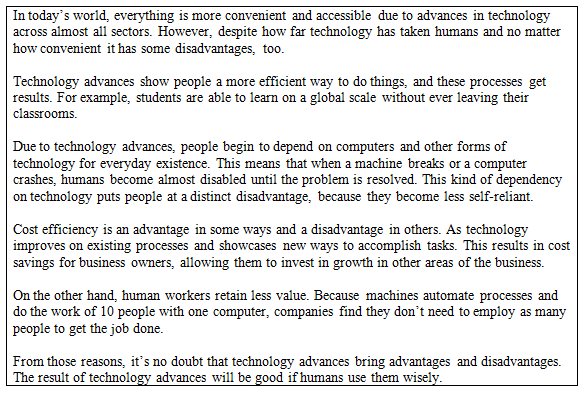 In today's world, everything is more convenient and accessible due to advances in technology
across almost all sectors. However, despite how far technology has taken humans and no matter
how convenient it has some disadvantages, too.
Technology advances show people a more efficient way to do things, and these processes get
results. For example, students are able to learn on a global scale without ever leaving their
classrooms.
Due to technology advances, people begin to depend on computers and other forms of
technology for everyday existence. This means that when a machine breaks or a computer
crashes, humans become almost disabled until the problem is resolved. This kind of dependency
on technology puts people at a distinct disadvantage, because they become less self-reliant.
Cost efficiency is an advantage in some ways and a disadvantage in others. As technology
improves on existing processes and showcases new ways to accomplish tasks. This results in cost
savings for business owners, allowing them to invest in growth in other areas of the business.
On the other hand, human workers retain less value. Because machines automate processes and
do the work of 10 people with one computer, companies find they don't need to employ as many
people to get the job done.
From those reasons, it's no doubt that technology advances bring advantages and disadvantages.
The result of technology advances will be good if humans use them wisely.